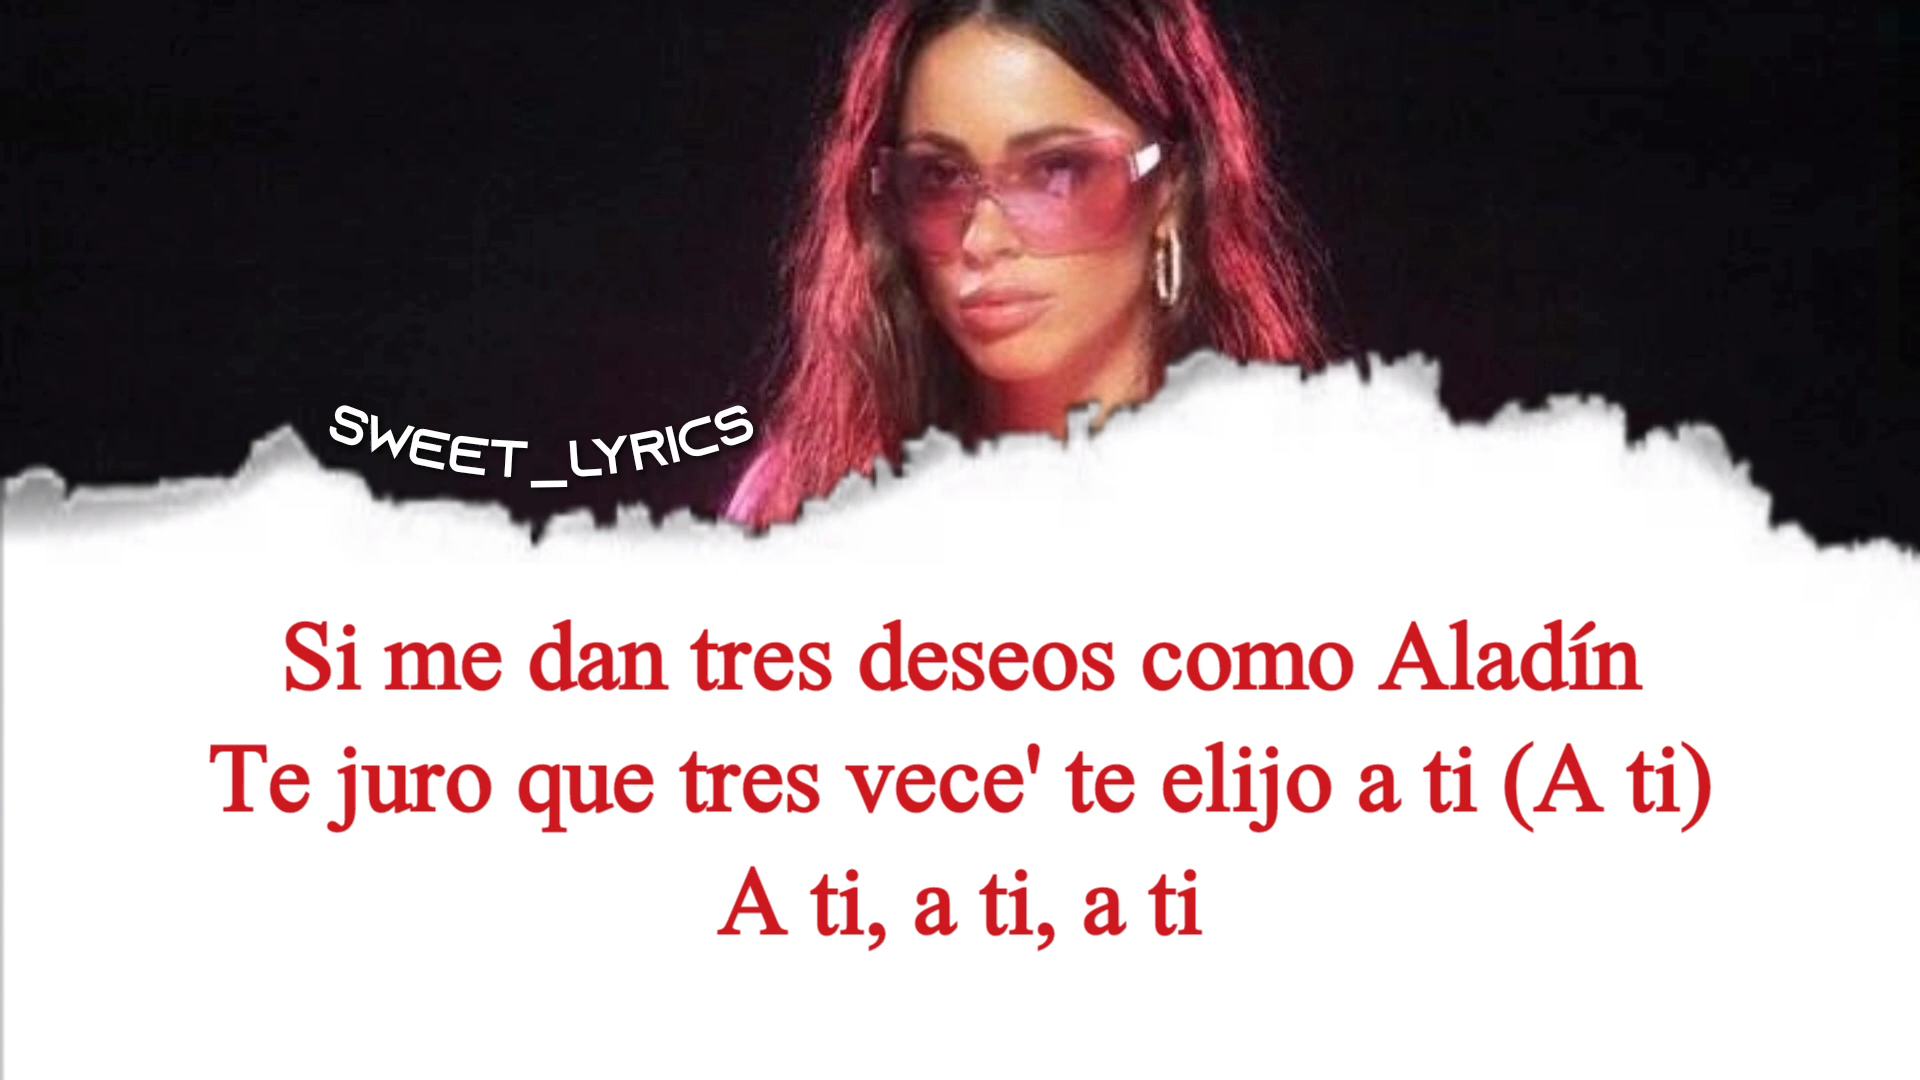 SWEET_LYRICS
Si me dan tres deseos como Aladín
Te juro que tres vece' te elijo a ti (A ti)
A ti, a ti, a ti